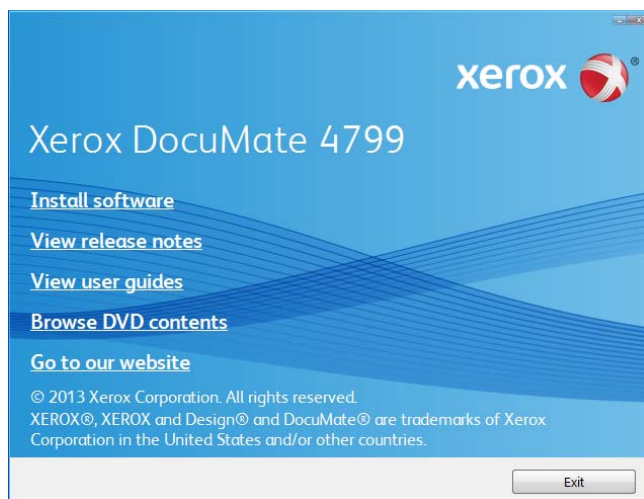 xerox ®
Xerox DocuMate 4799
Install software
View release notes
View user guides
Browse DVD contents
Go to our website
© 2013 Xerox Corporation. All rights reserved.
XEROX®, XEROX and Design® and DocuMate® are trademarks of Xerox
Corporation in the United States and/or other countries.
Exit